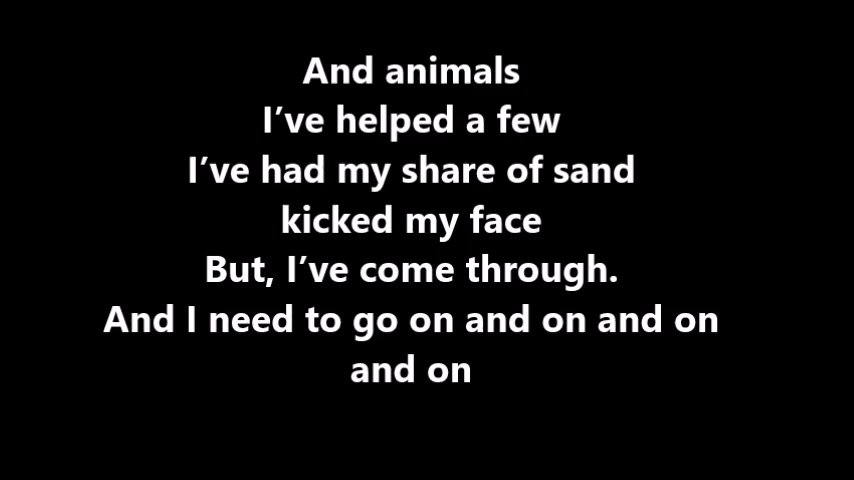 And animals
I’ve helped a few
I’ve had my share of sand
kicked my face
But, I’ve come through.
And I need to go on and on and on
and on